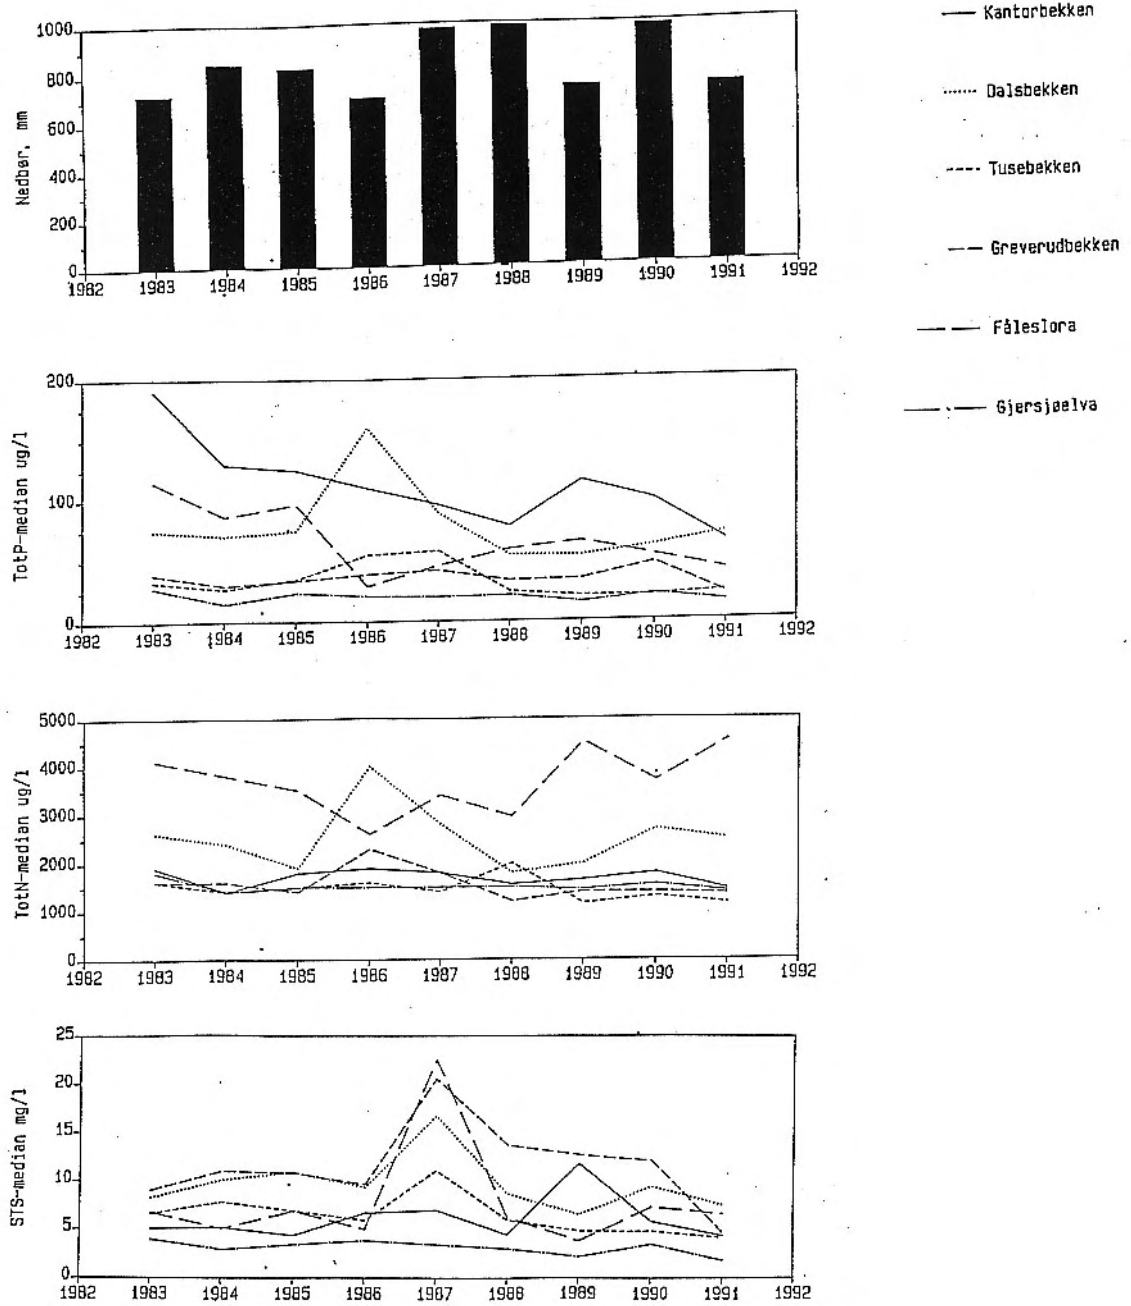 Kantorbekken
Dalsbekken
Tusebekken
Greverudbekken
Fåleslora
Gjersjøelva
Nedbør, mm
1000
800
600
400
200
0
1982 1983 1984 1985 1986 1987 1988 1989 1990 1991 1992
TotP-median ug/l
200
100
0
1982 1983 1984 1985 1986 1987 1988 1989 1990 1991 1992
TotN-median ug/l
5000
4000
3000
2000
1000
0
1982 1983 1984 1985 1986 1987 1988 1989 1990 1991 1992
STS-median mg/l
25
20
15
10
5
0
1982 1983 1984 1985 1986 1987 1988 1989 1990 1991 1992